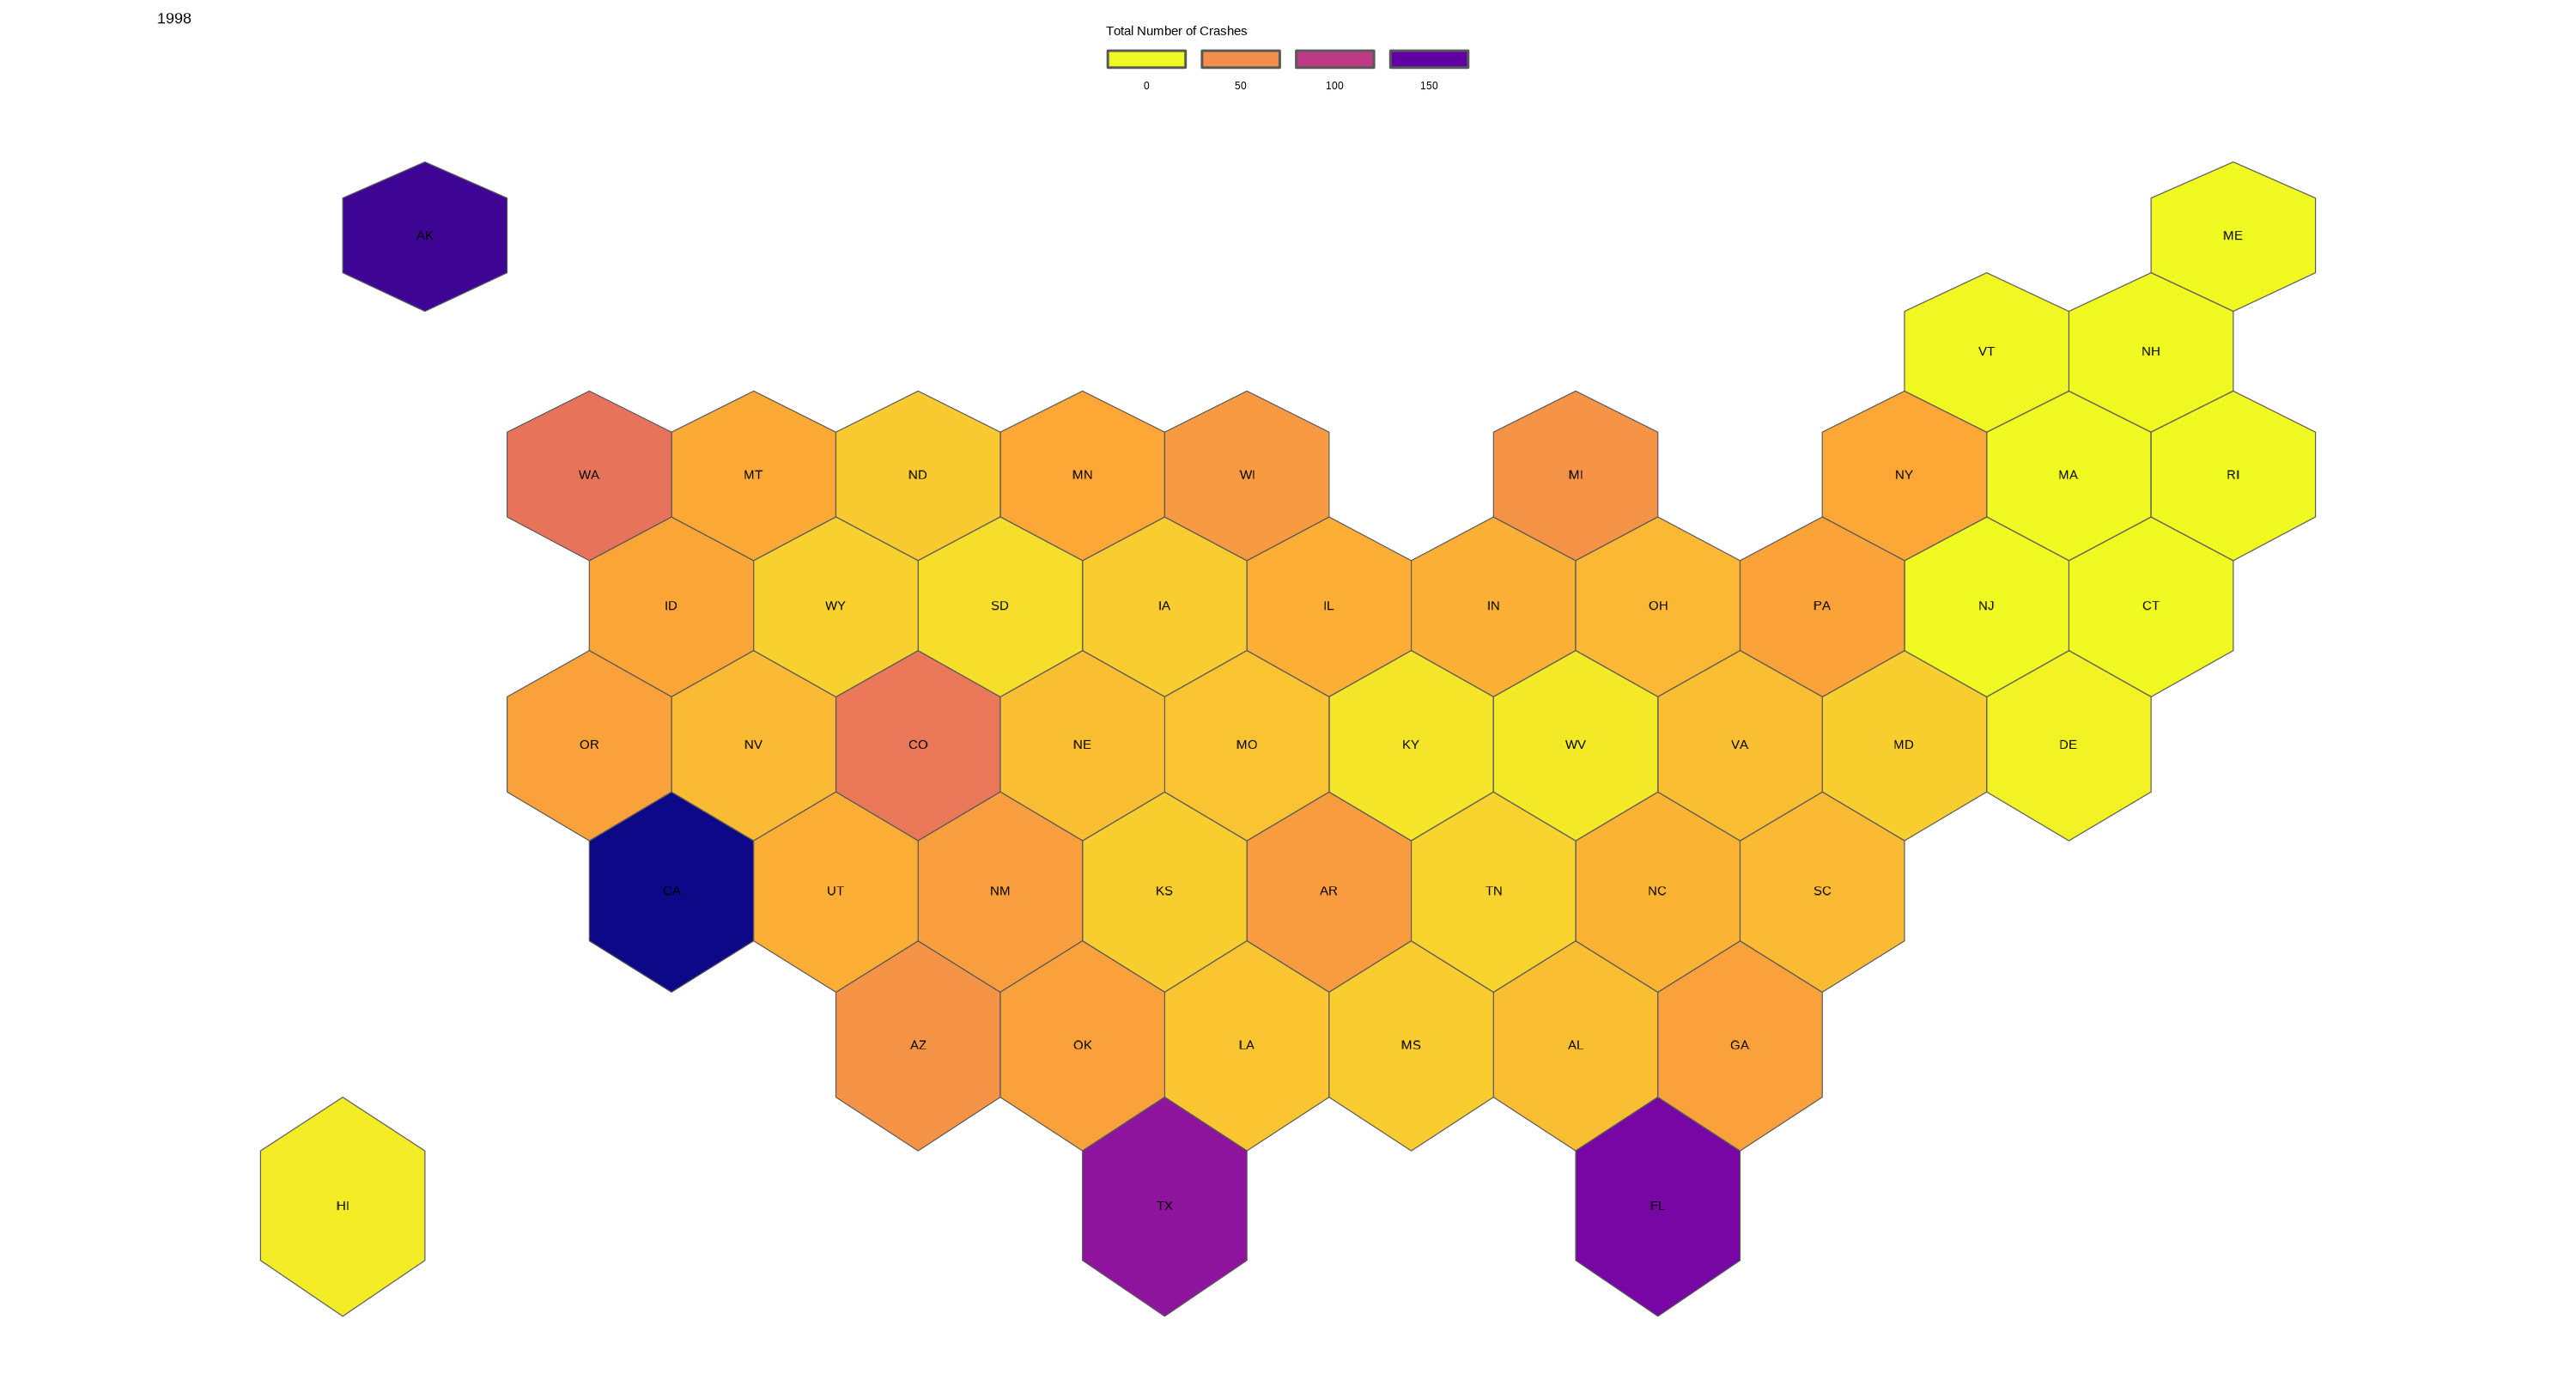 1998
Total Number of Crashes
0 50 100 150
AK ME
VT NH
WA MT ND MN WI MI NY MA RI
ID WY SD IA IL IN OH PA NJ CT
OR NV CO NE MO KY WV VA MD DE
CA UT NM KS AR TN NC SC
AZ OK LA MS AL GA
HI TX FL